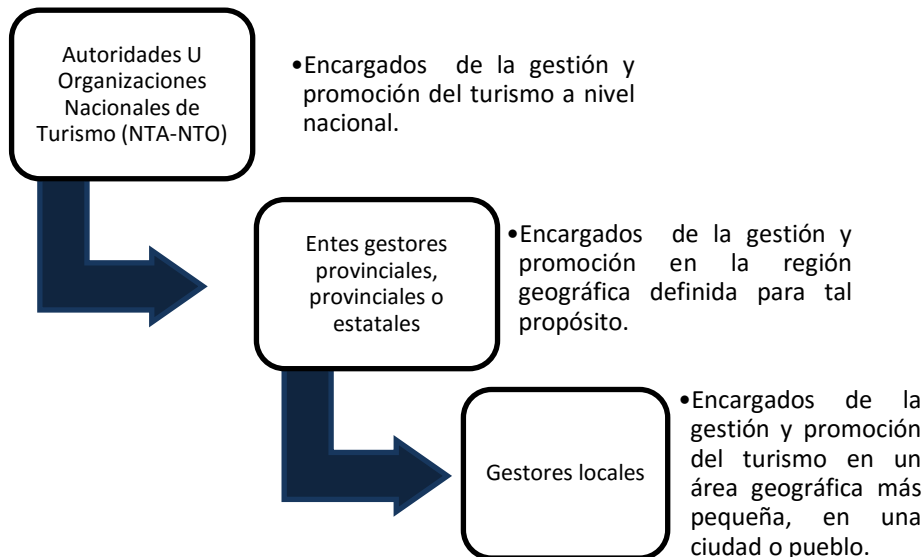 Autoridades U
Organizaciones
Nacionales de
Turismo (NTA-NTO)
•Encargados de la gestión y
promoción del turismo a nivel
nacional.
Entes gestores
provinciales,
provinciales o
estatales
•Encargados de la gestión y
promoción en la región
geográfica definida para tal
propósito.
Gestores locales
•Encargados de la
gestión y promoción
del turismo en un
área geográfica más
pequeña, en una
ciudad o pueblo.